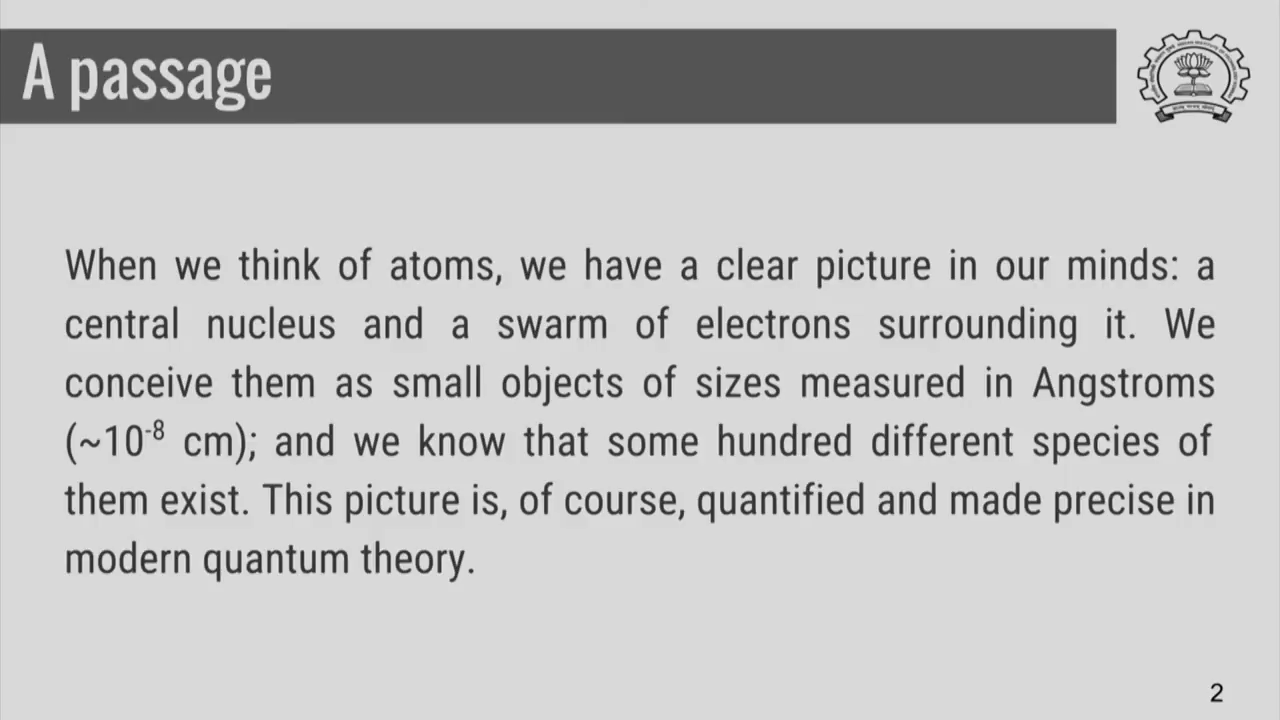 A passage
When we think of atoms, we have a clear picture in our minds: a
central nucleus and a swarm of electrons surrounding it. We
conceive them as small objects of sizes measured in Angstroms
(~10⁻⁸ cm); and we know that some hundred different species of
them exist. This picture is, of course, quantified and made precise in
modern quantum theory.
2